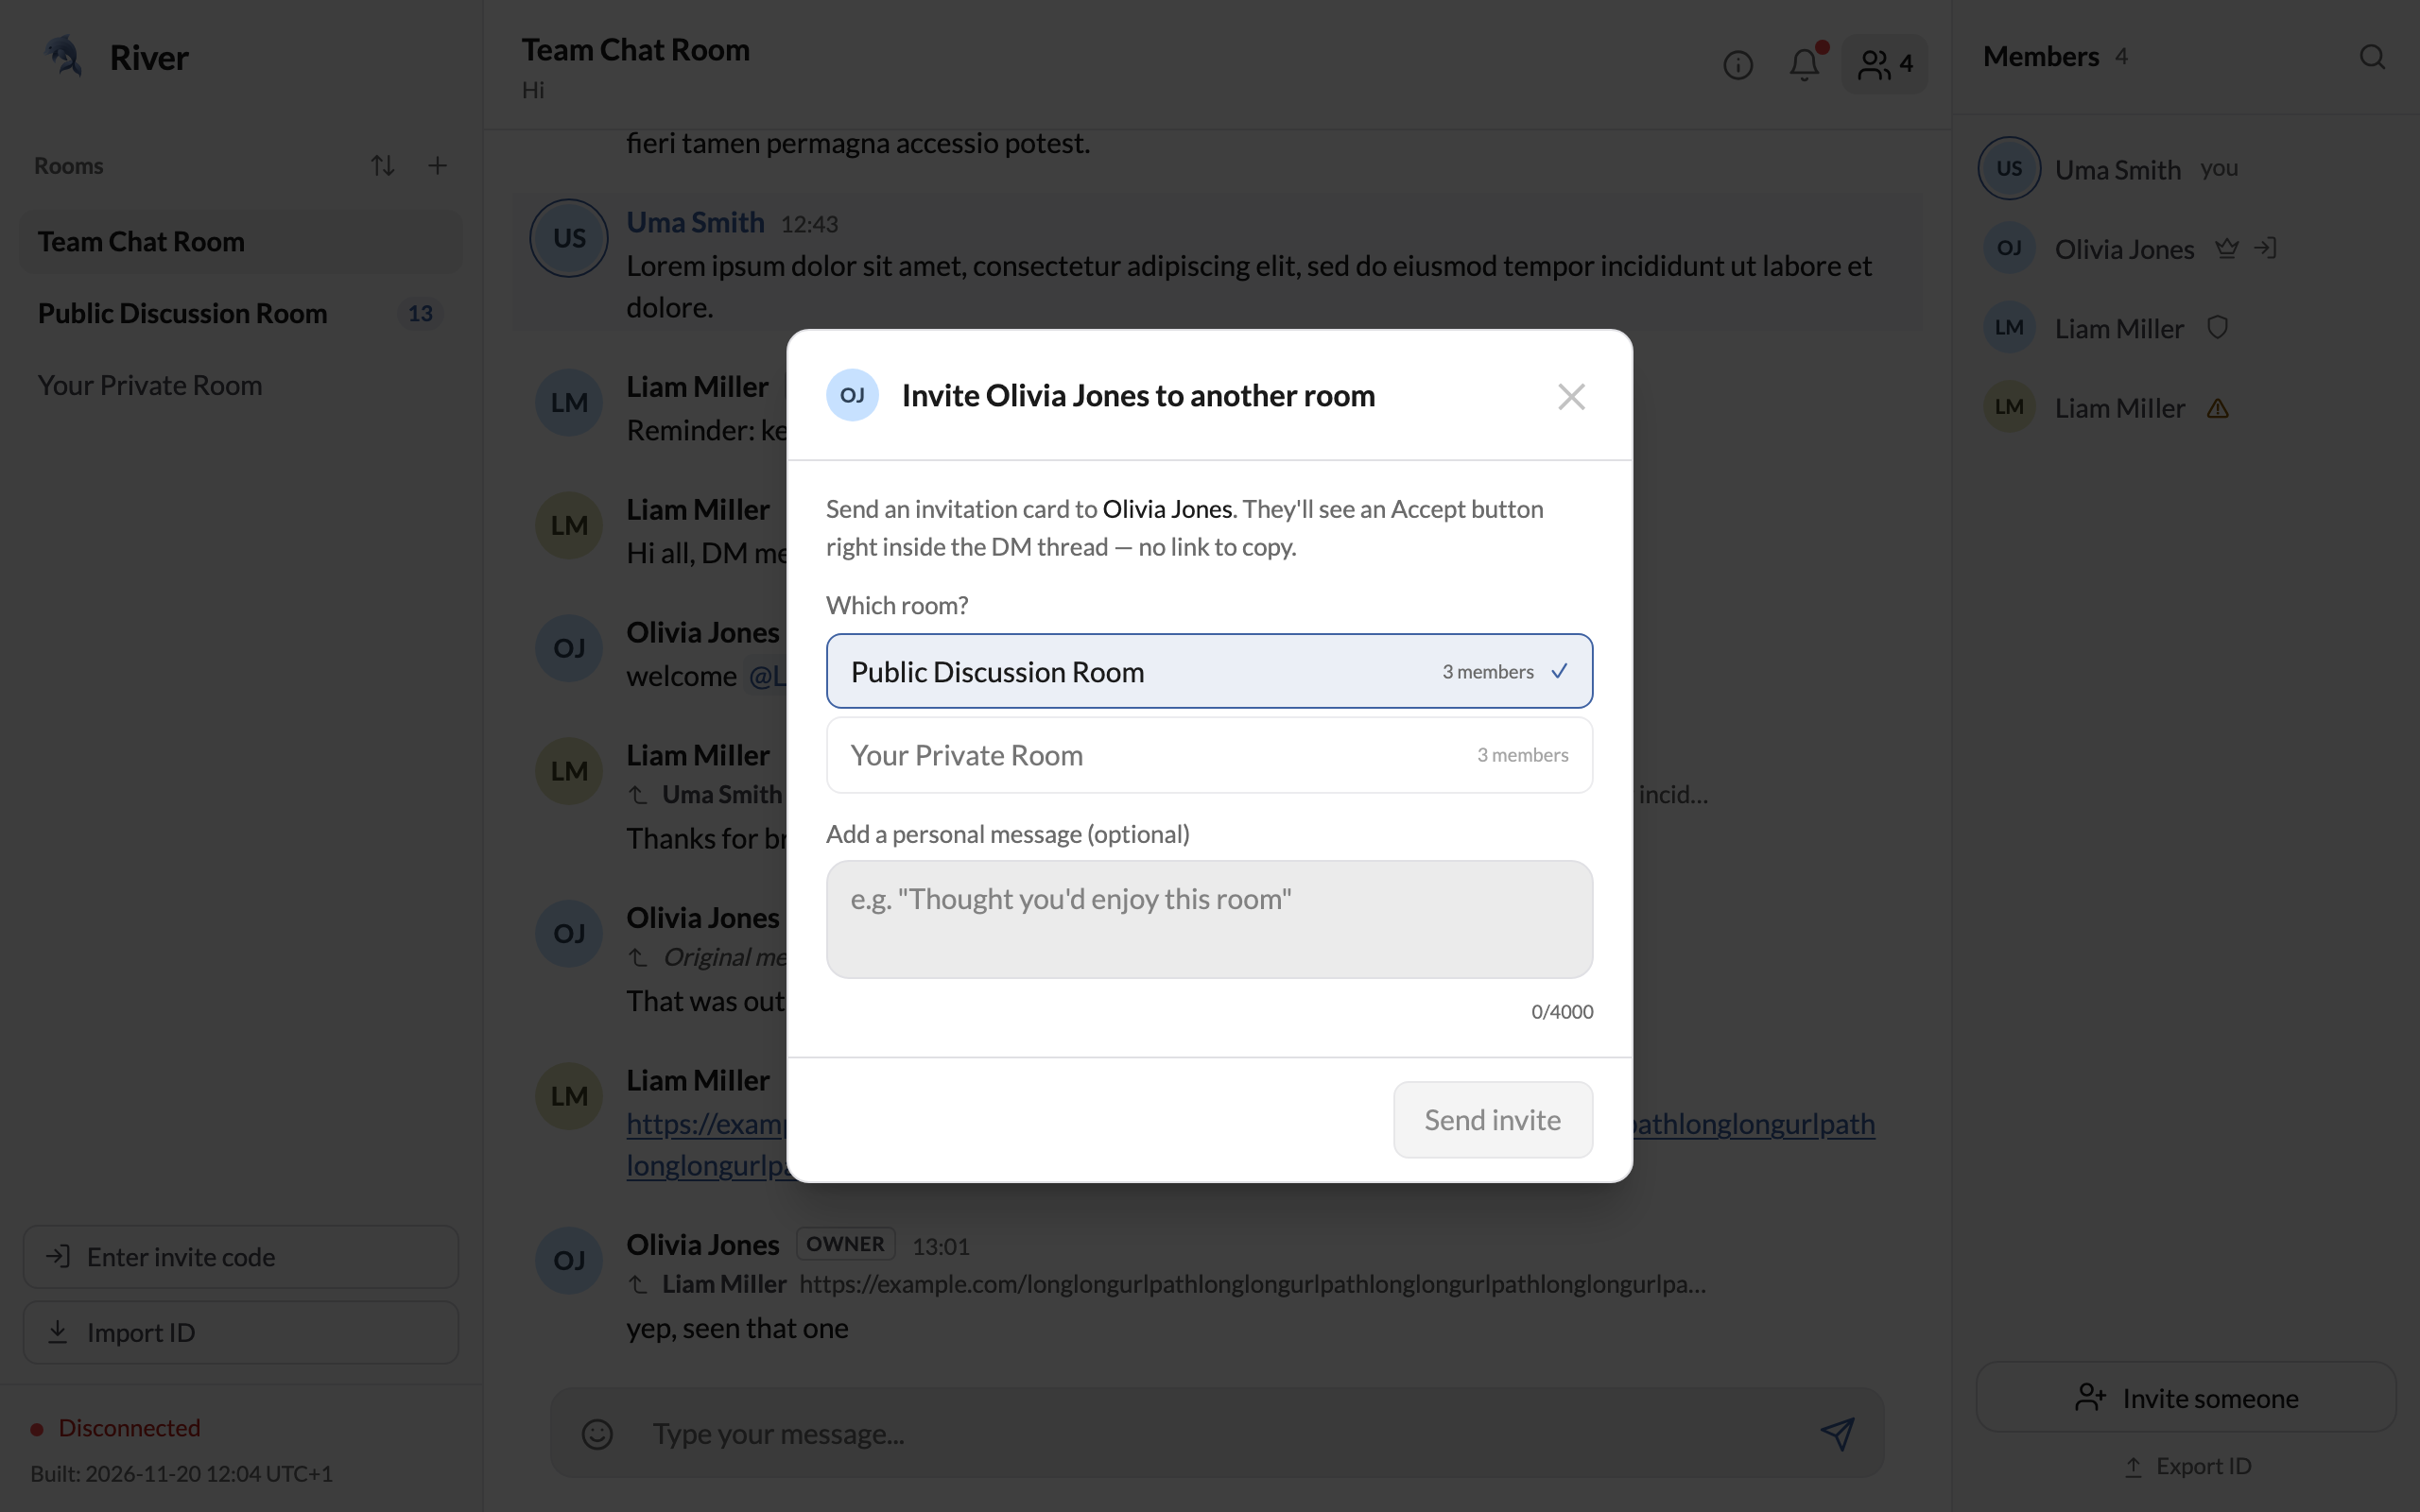 River
Rooms
Team Chat Room
Public Discussion Room 13
Your Private Room
Enter invite code
Import ID
Disconnected
Built: 2026-11-20 12:04 UTC+1
Team Chat Room
Hi
4
fieri tamen permagna accessio potest.
US Uma Smith 12:43
Lorem ipsum dolor sit amet, consectetur adipiscing elit, sed do eiusmod tempor incididunt ut labore et
dolore.
LM Liam Miller
Reminder:
LM Liam Miller
Hi all, DM
OJ Olivia Jones
welcome
LM Liam Miller
Uma Smith incid...
Thanks for
OJ Olivia Jones
Original
That was out
LM Liam Miller
https://examp pathlonglongurlpath
longlongurlp
OJ Olivia Jones OWNER 13:01
Liam Miller https://example.com/longlongurlpathlonglongurlpathlonglongurlpathlonglongurlpa...
yep, seen that one
Type your message...
OJ Invite Olivia Jones to another room
Send an invitation card to Olivia Jones. They'll see an Accept button
right inside the DM thread — no link to copy.
Which room?
Public Discussion Room 3 members
Your Private Room 3 members
Add a personal message (optional)
e.g. "Thought you'd enjoy this room"
0/4000
Send invite
Members 4
US Uma Smith you
OJ Olivia Jones
LM Liam Miller
LM Liam Miller
Invite someone
Export ID